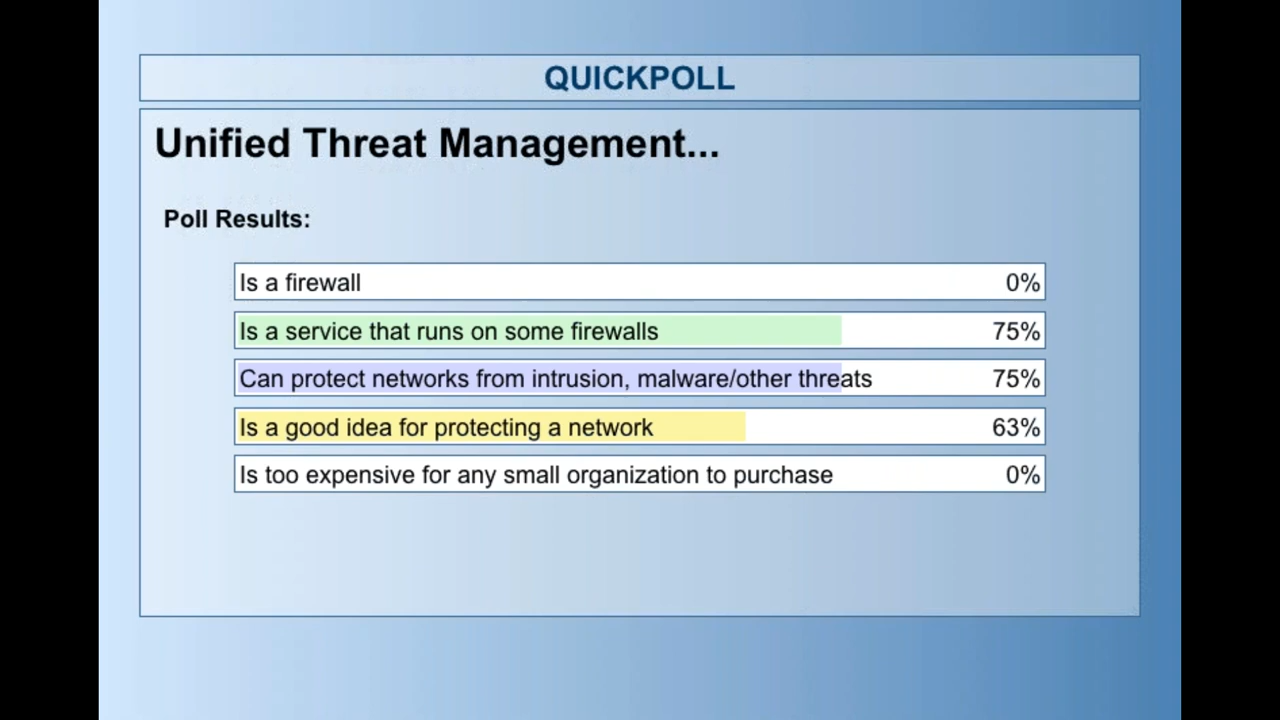 QUICKPOLL
Unified Threat Management...
Poll Results:
Is a firewall 0%
Is a service that runs on some firewalls 75%
Can protect networks from intrusion, malware/other threats 75%
Is a good idea for protecting a network 63%
Is too expensive for any small organization to purchase 0%